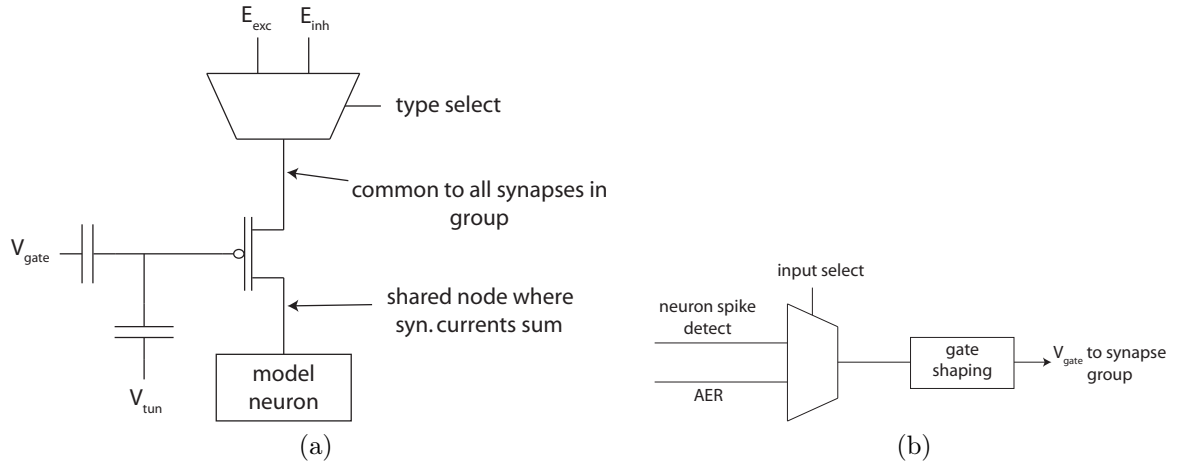 E_exc E_inh
type select
common to all synapses in
group
V_gate
shared node where
syn. currents sum
model
neuron
V_tun
(a)
input select
neuron spike
detect
AER
gate
shaping
V_gate to synapse
group
(b)